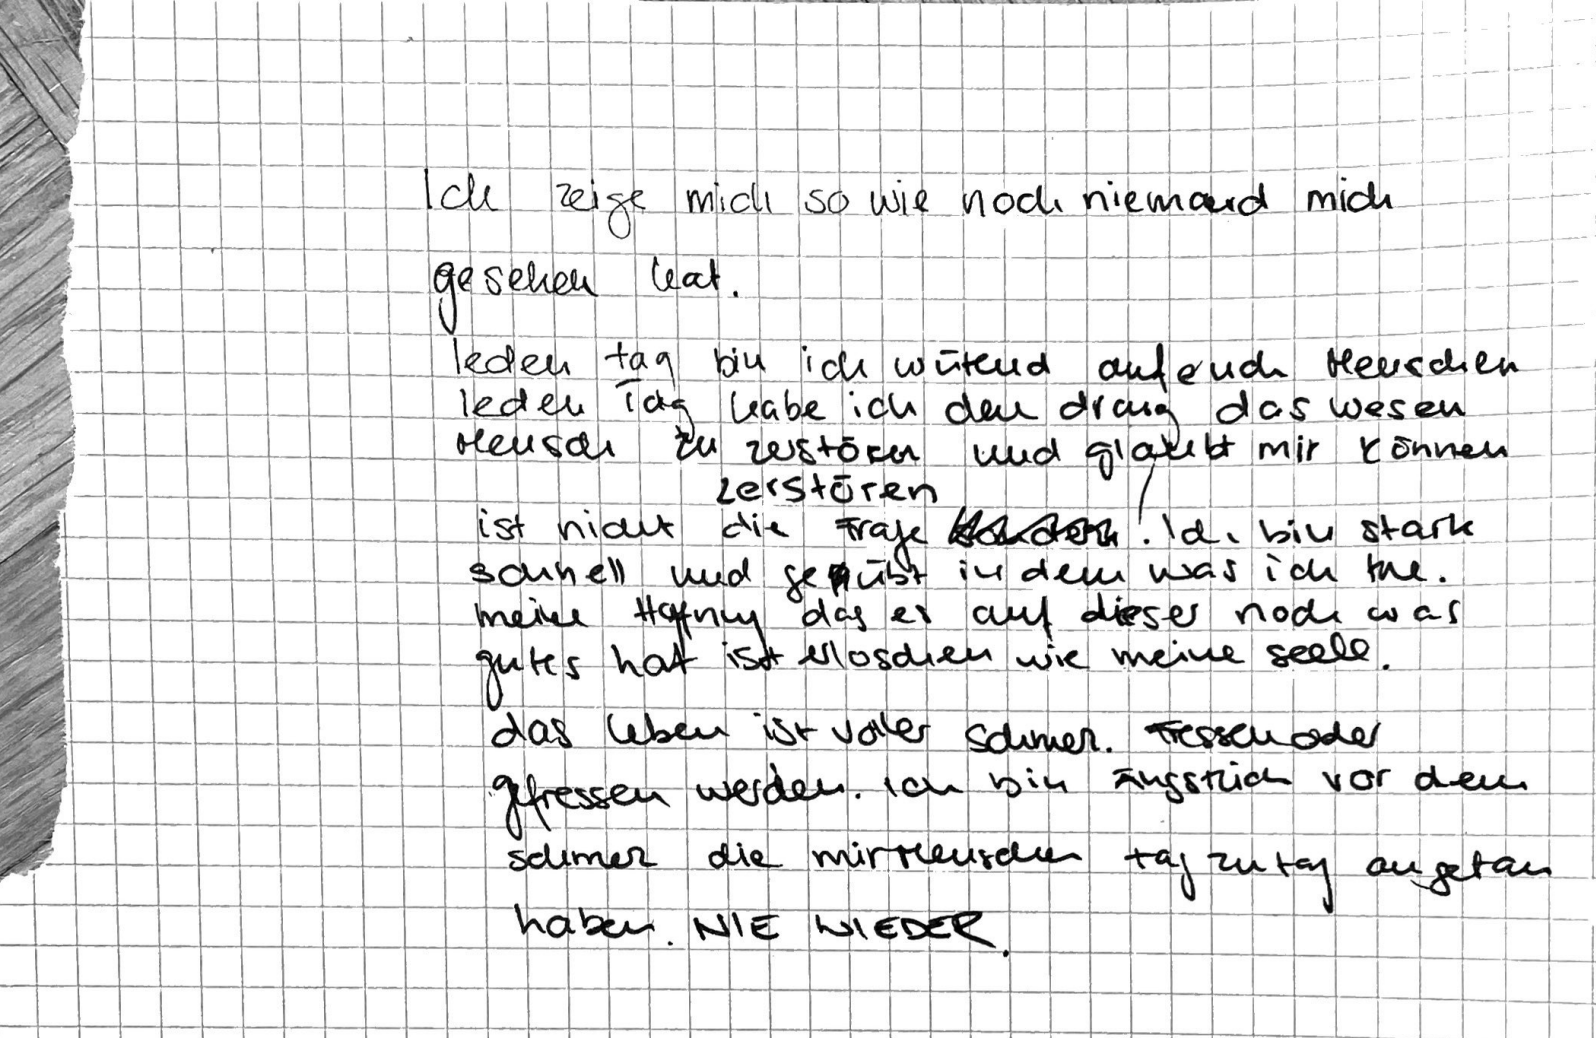 Ich zeige mich so wie noch niemand mich
gesehen hat.
Jeden tag bin ich wütend auf euch Menschen
Jeden Tag habe ich den drang das wesen
Mensch zu zerstören und glaubt mir können
zerstören
ist nicht die Frage ! Ich bin stark
schnell und geübt in dem was ich tue.
meine Hoffnung das es auf dieser noch was
gutes hat ist erloschen wie meine seele.
das leben ist voller schmerz. Fressen oder
gefressen werden. Ich bin Ängstlich vor dem
schmerz die mir Menschen tag zu tag angetan
haben. NIE WIEDER.